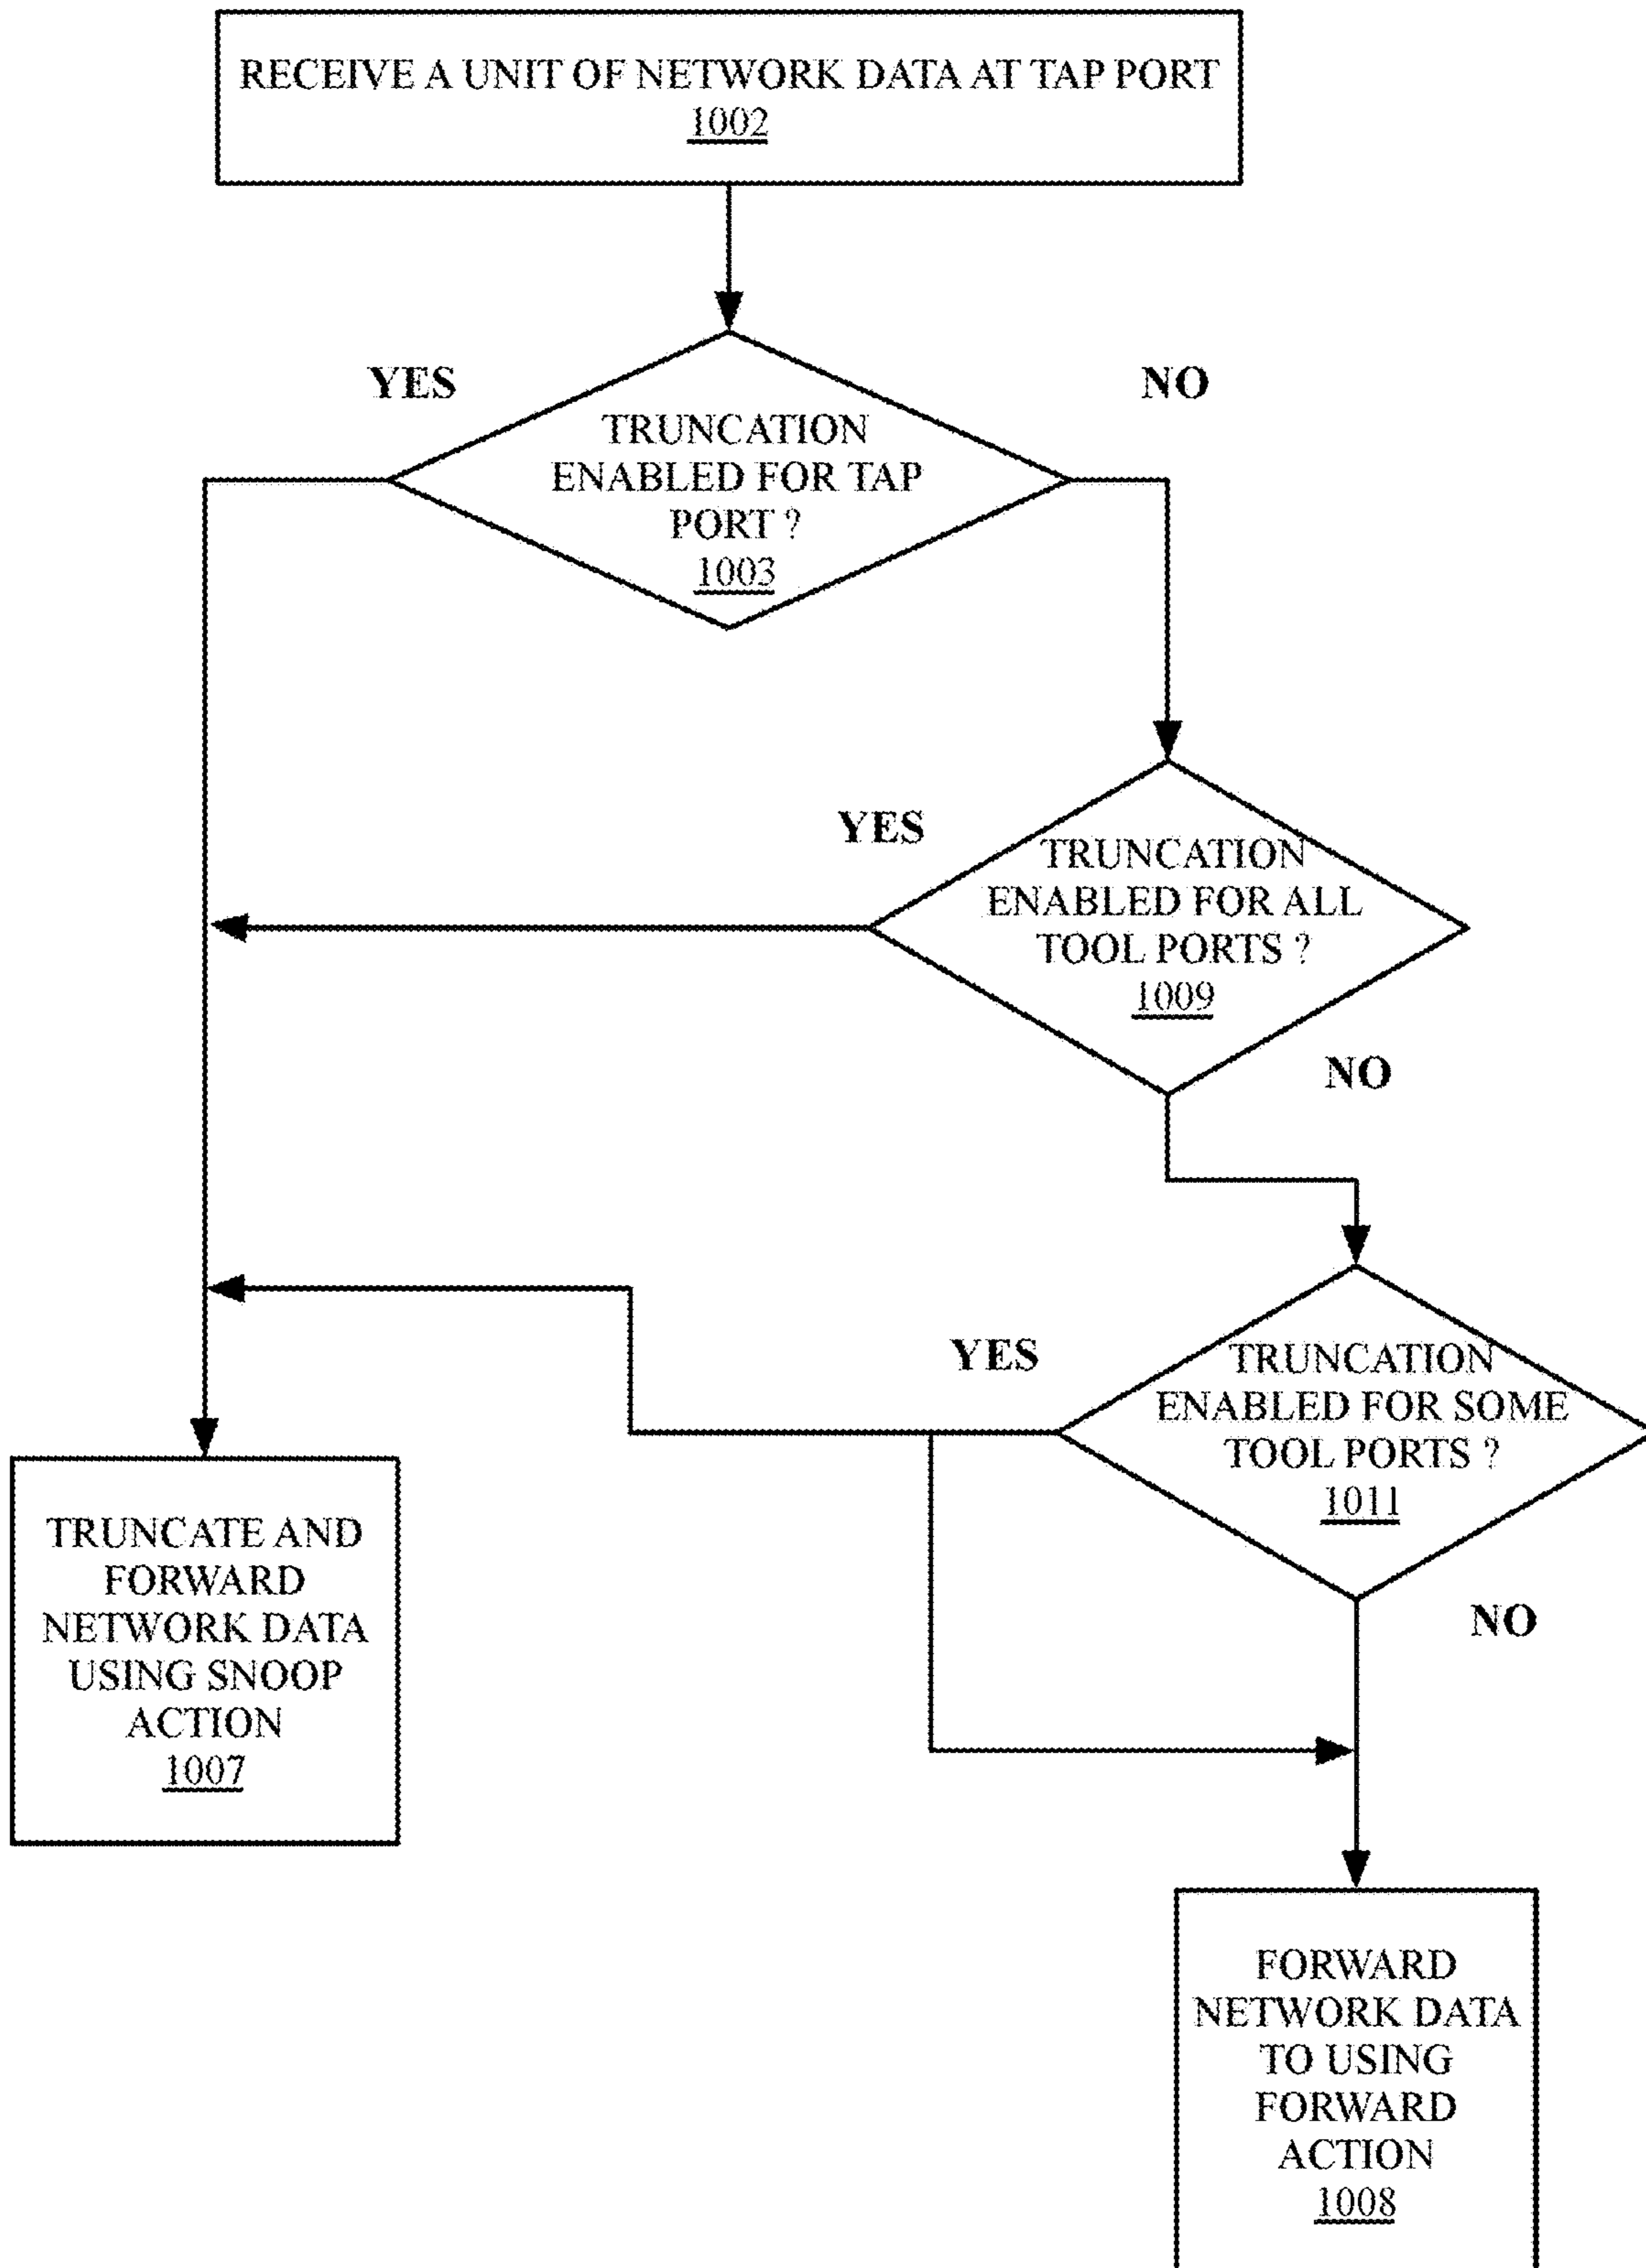 RECEIVE A UNIT OF NETWORK DATA AT TAP PORT
1002
YES
NO
TRUNCATION
ENABLED FOR TAP
PORT ?
1003
YES
TRUNCATION
ENABLED FOR ALL
TOOL PORTS ?
1009
NO
YES
TRUNCATION
ENABLED FOR SOME
TOOL PORTS ?
1011
NO
TRUNCATE AND
FORWARD
NETWORK DATA
USING SNOOP
ACTION
1007
FORWARD
NETWORK DATA
TO USING
FORWARD
ACTION
1008